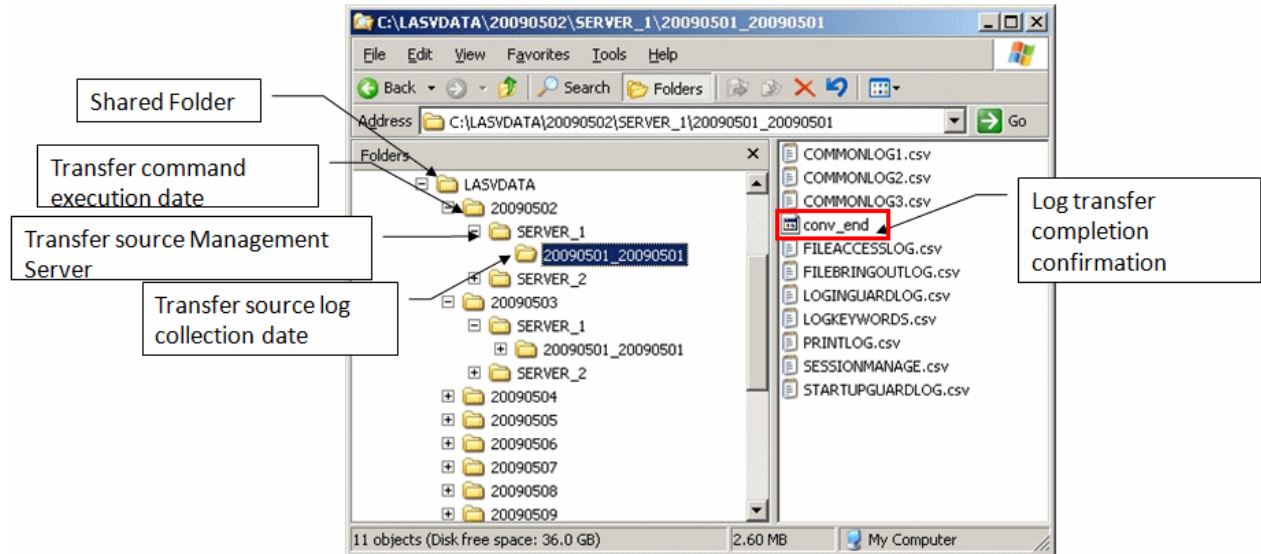 C:\LASVDATA\20090502\SERVER_1\20090501_20090501
File Edit View Favorites Tools Help
Back Search Folders
Address C:\LASVDATA\20090502\SERVER_1\20090501_20090501 Go
Folders
LASVDATA
20090502
SERVER_1
20090501_20090501
SERVER_2
20090503
SERVER_1
20090501_20090501
SERVER_2
20090504
20090505
20090506
20090507
20090508
20090509
COMMONLOG1.csv
COMMONLOG2.csv
COMMONLOG3.csv
conv_end
FILEACCESSLOG.csv
FILEBRINGOUTLOG.csv
LOGINGUARDLOG.csv
LOGKEYWORDS.csv
PRINTLOG.csv
SESSIONMANAGE.csv
STARTUPGUARDLOG.csv
11 objects (Disk free space: 36.0 GB) 2.60 MB My Computer
Shared Folder
Transfer command
execution date
Transfer source Management
Server
Transfer source log
collection date
Log transfer
completion
confirmation